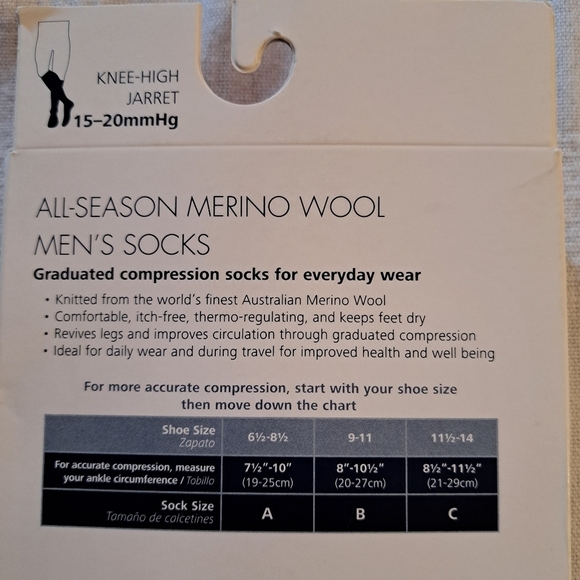 KNEE-HIGH
JARRET
15–20mmHg
ALL-SEASON MERINO WOOL
MEN'S SOCKS
Graduated compression socks for everyday wear
• Knitted from the world's finest Australian Merino Wool
• Comfortable, itch-free, thermo-regulating, and keeps feet dry
• Revives legs and improves circulation through graduated compression
• Ideal for daily wear and during travel for improved health and well being
For more accurate compression, start with your shoe size
then move down the chart
Shoe Size
Zapato
6½-8½
9-11
11½-14
For accurate compression, measure
your ankle circumference / Tobillo
7½"-10"
(19-25cm)
8"-10½"
(20-27cm)
8½"-11½"
(21-29cm)
Sock Size
Tamaño de calcetines
A
B
C